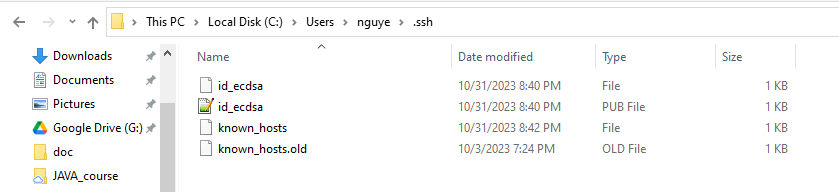 This PC > Local Disk (C:) > Users > nguye > .ssh
Downloads
Documents
Pictures
Google Drive (G:)
doc
JAVA_course
Name Date modified Type Size
id_ecdsa 10/31/2023 8:40 PM File 1 KB
id_ecdsa 10/31/2023 8:40 PM PUB File 1 KB
known_hosts 10/31/2023 8:42 PM File 1 KB
known_hosts.old 10/3/2023 7:24 PM OLD File 1 KB